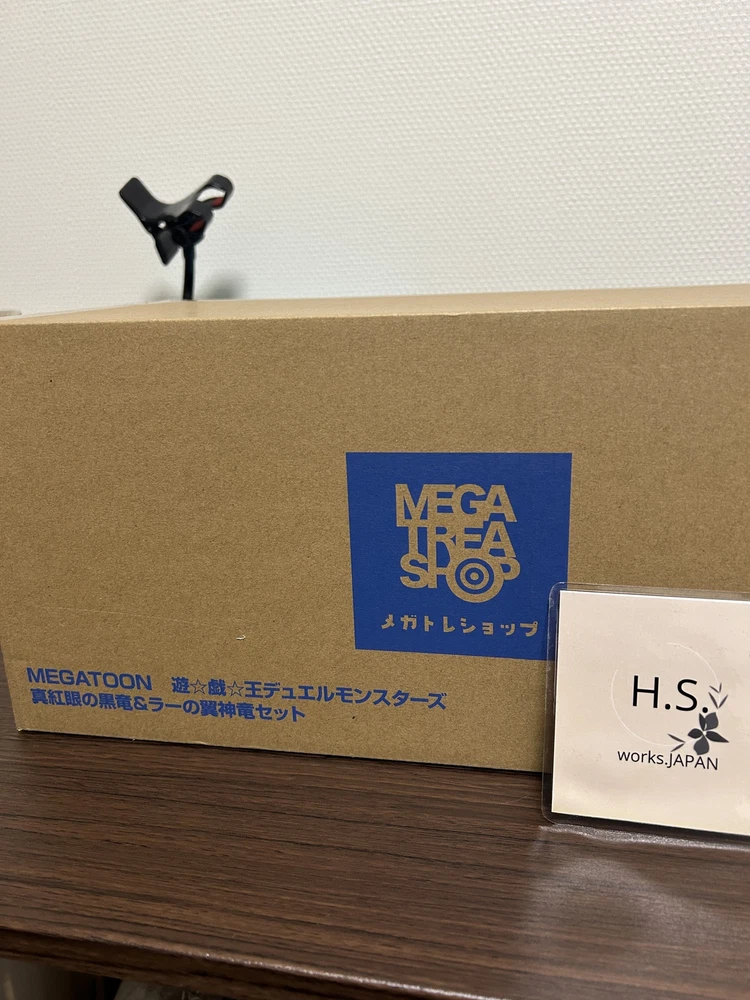 MEGA
TREA
SHOP
メガトレショップ
MEGATOON 遊☆戯☆王デュエルモンスターズ
真紅眼の黒竜&ラーの翼神竜セット
H.S.
works.JAPAN